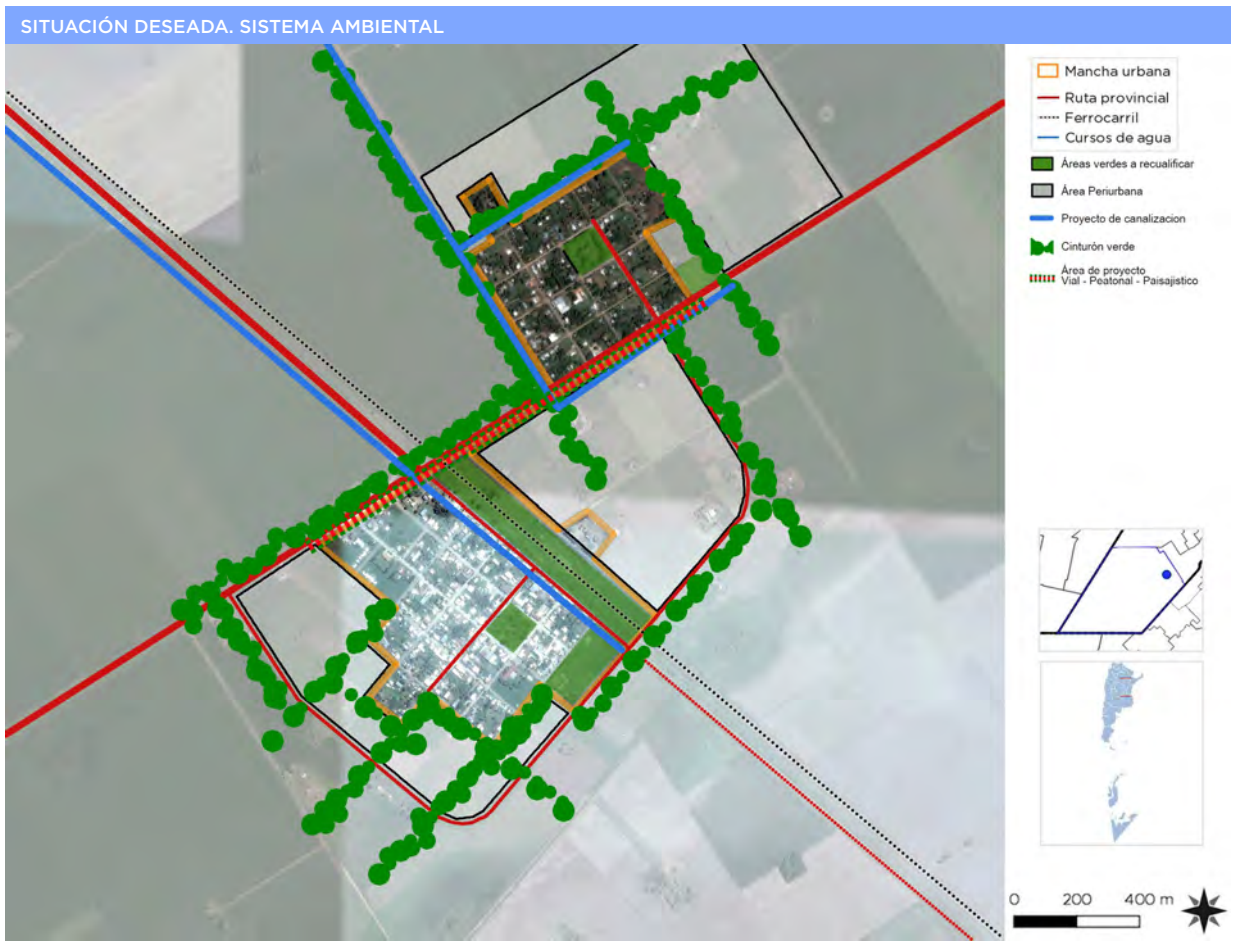 SITUACIÓN DESEADA. SISTEMA AMBIENTAL
Mancha urbana
Ruta provincial
Ferrocarril
Cursos de agua
Áreas verdes a recualificar
Área Periurbana
Proyecto de canalizacion
Cinturón verde
Área de proyecto
Vial - Peatonal - Paisajistico
0 200 400 m